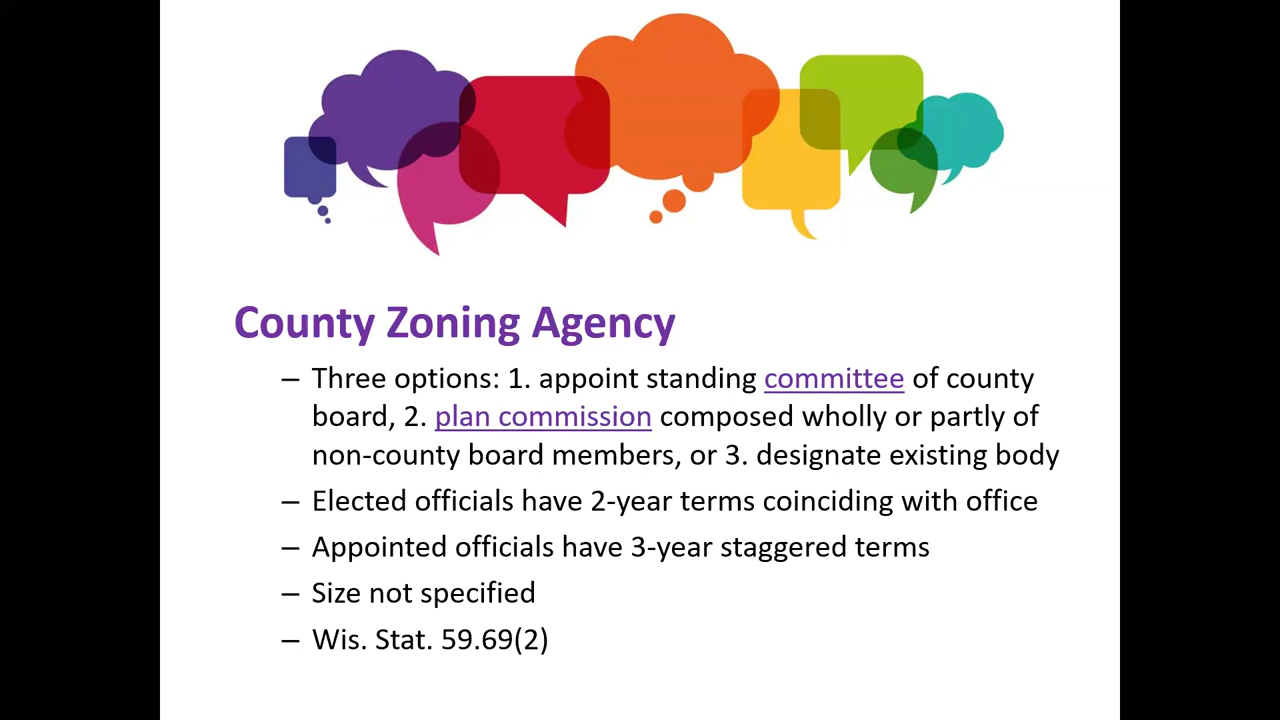 County Zoning Agency
– Three options: 1. appoint standing committee of county
board, 2. plan commission composed wholly or partly of
non-county board members, or 3. designate existing body
– Elected officials have 2-year terms coinciding with office
– Appointed officials have 3-year staggered terms
– Size not specified
– Wis. Stat. 59.69(2)